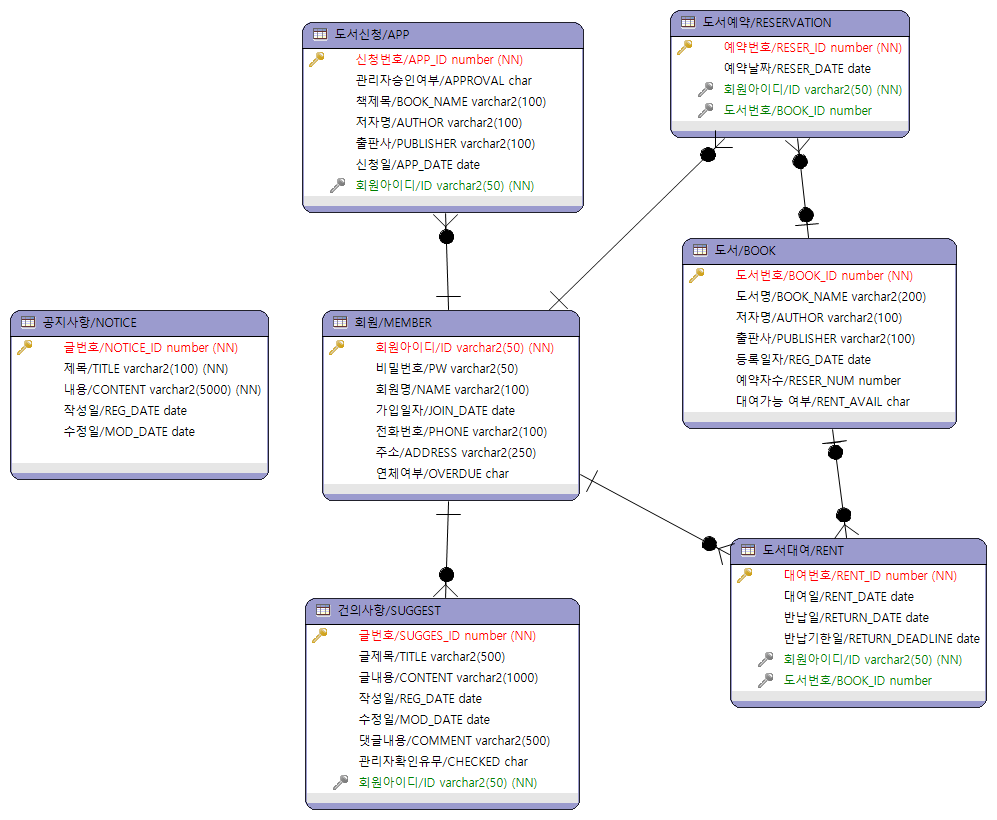 도서신청/APP
신청번호/APP_ID number (NN)
관리자승인여부/APPROVAL char
책제목/BOOK_NAME varchar2(100)
저자명/AUTHOR varchar2(100)
출판사/PUBLISHER varchar2(100)
신청일/APP_DATE date
회원아이디/ID varchar2(50) (NN)
도서예약/RESERVATION
예약번호/RESER_ID number (NN)
예약날짜/RESER_DATE date
회원아이디/ID varchar2(50) (NN)
도서번호/BOOK_ID number
도서/BOOK
도서번호/BOOK_ID number (NN)
도서명/BOOK_NAME varchar2(200)
저자명/AUTHOR varchar2(100)
출판사/PUBLISHER varchar2(100)
등록일자/REG_DATE date
예약자수/RESER_NUM number
대여가능 여부/RENT_AVAIL char
공지사항/NOTICE
글번호/NOTICE_ID number (NN)
제목/TITLE varchar2(100) (NN)
내용/CONTENT varchar2(5000) (NN)
작성일/REG_DATE date
수정일/MOD_DATE date
회원/MEMBER
회원아이디/ID varchar2(50) (NN)
비밀번호/PW varchar2(50)
회원명/NAME varchar2(100)
가입일자/JOIN_DATE date
전화번호/PHONE varchar2(100)
주소/ADDRESS varchar2(250)
연체여부/OVERDUE char
도서대여/RENT
대여번호/RENT_ID number (NN)
대여일/RENT_DATE date
반납일/RETURN_DATE date
반납기한일/RETURN_DEADLINE date
회원아이디/ID varchar2(50) (NN)
도서번호/BOOK_ID number
건의사항/SUGGEST
글번호/SUGGES_ID number (NN)
글제목/TITLE varchar2(500)
글내용/CONTENT varchar2(1000)
작성일/REG_DATE date
수정일/MOD_DATE date
댓글내용/COMMENT varchar2(500)
관리자확인유무/CHECKED char
회원아이디/ID varchar2(50) (NN)